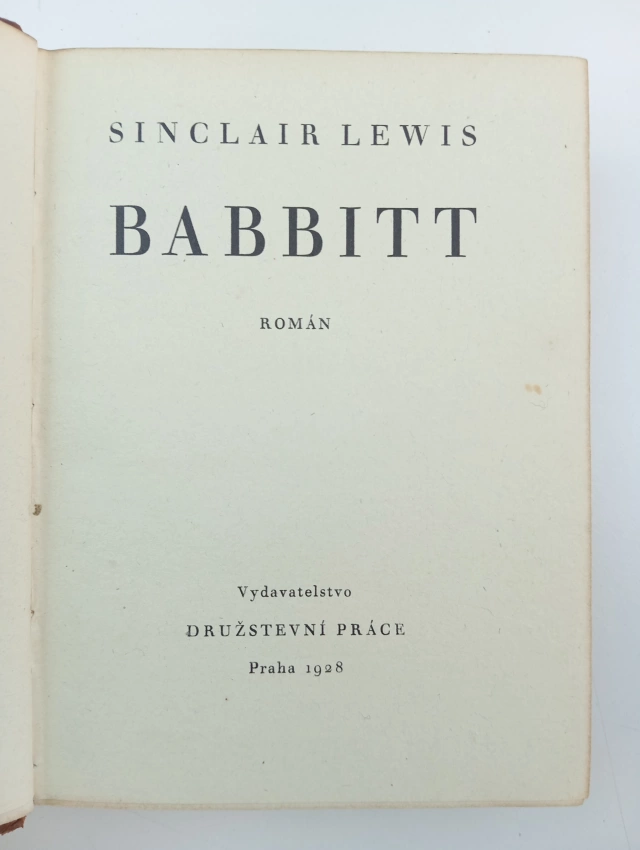 SINCLAIR LEWIS
BABBITT
ROMÁN
Vydavatelstvo
DRUŽSTEVNÍ PRÁCE
Praha 1928